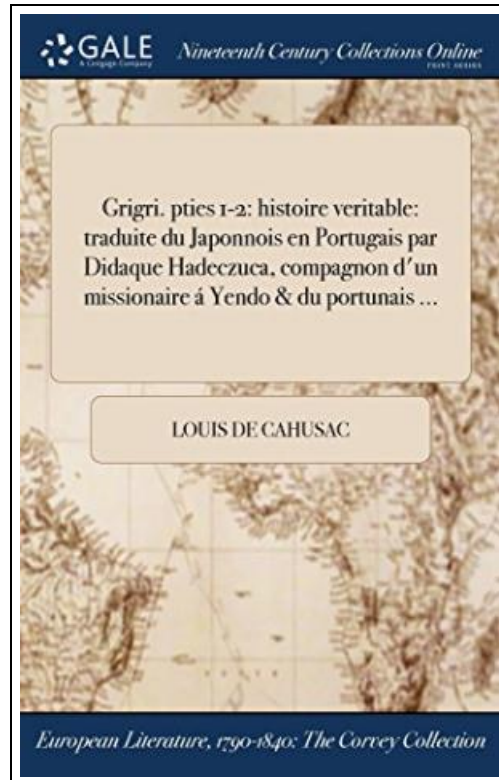 GALE
A Cengage Company
Nineteenth Century Collections Online
PRINT SERIES
Grigri. pties 1-2: histoire veritable:
traduite du Japonnois en Portugais par
Didaque Hadeczuca, compagnon d'un
missionaire á Yendo & du portunais ...
LOUIS DE CAHUSAC
European Literature, 1790-1840: The Corvey Collection